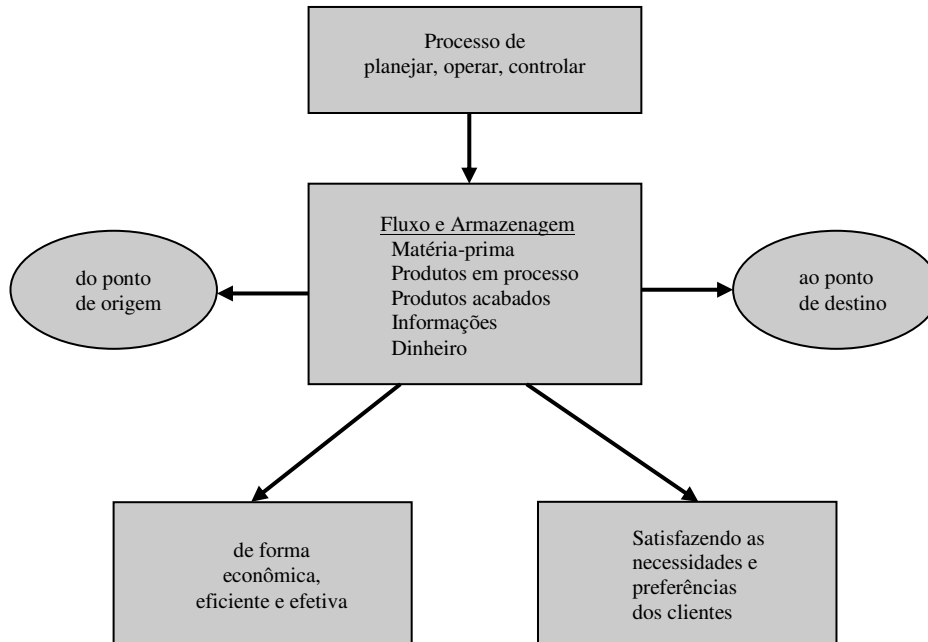 Processo de
planejar, operar, controlar
Fluxo e Armazenagem
Matéria-prima
Produtos em processo
Produtos acabados
Informações
Dinheiro
do ponto
de origem
ao ponto
de destino
de forma
econômica,
eficiente e efetiva
Satisfazendo as
necessidades e
preferências
dos clientes